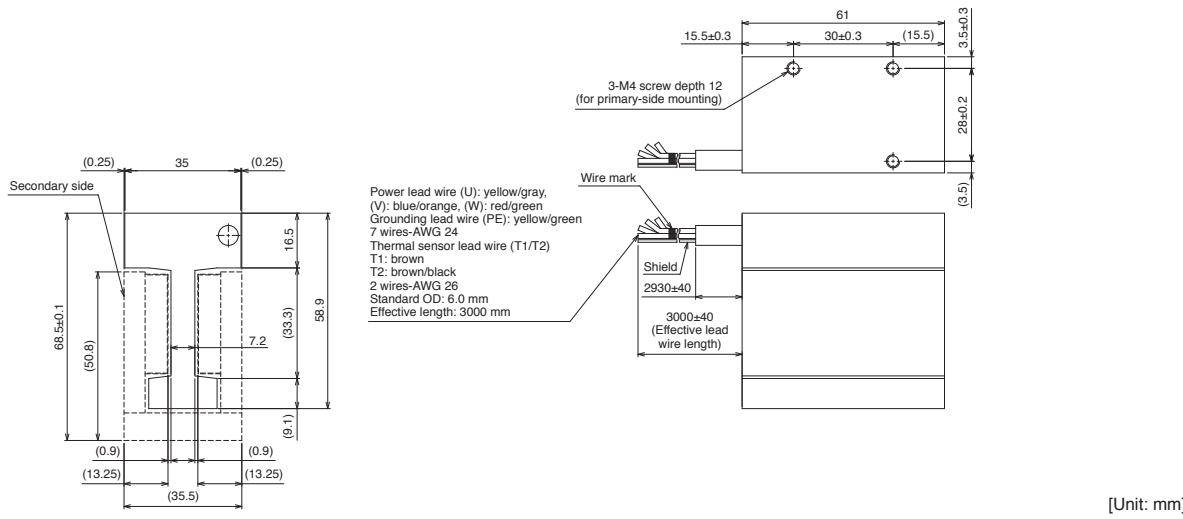 61
15.5±0.3
30±0.3
(15.5)
3.5±0.3
3-M4 screw depth 12
(for primary-side mounting)
28±0.2
(3.5)
(0.25)
35
(0.25)
Secondary side
Power lead wire (U): yellow/gray,
(V): blue/orange, (W): red/green
Grounding lead wire (PE): yellow/green
7 wires-AWG 24
Thermal sensor lead wire (T1/T2)
T1: brown
T2: brown/black
2 wires-AWG 26
Standard OD: 6.0 mm
Effective length: 3000 mm
Wire mark
Shield
2930±40
3000±40
(Effective lead
wire length)
16.5
58.9
(33.3)
7.2
68.5±0.1
(50.8)
(9.1)
(0.9)
(0.9)
(13.25)
(13.25)
(35.5)
[Unit: mm]